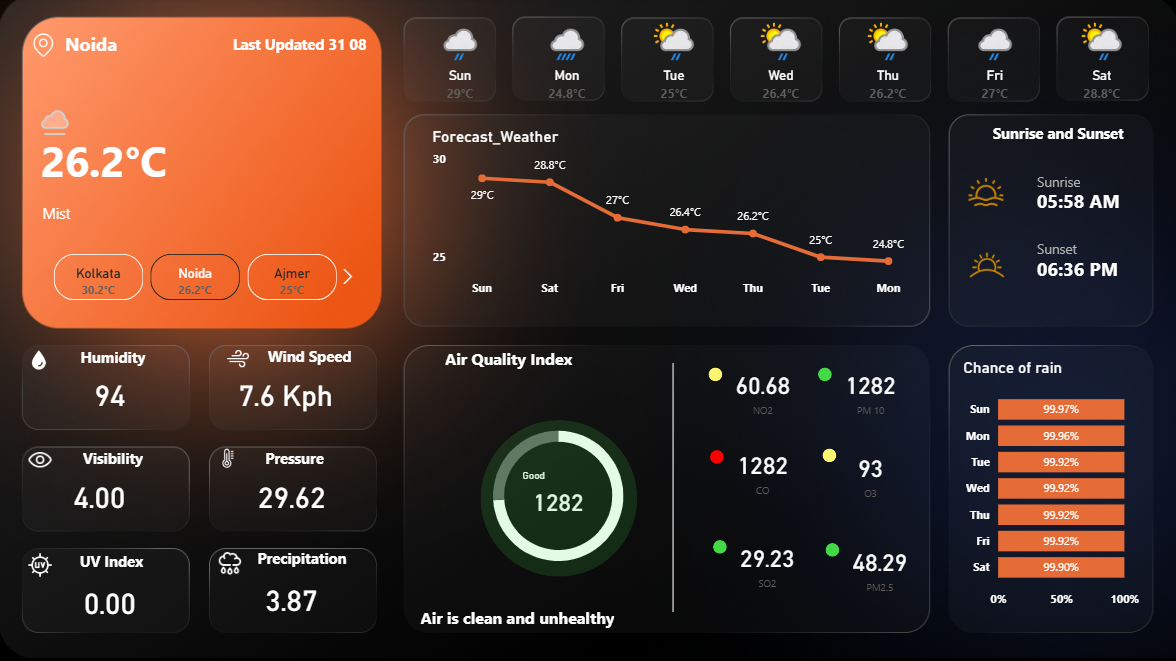 Noida
Last Updated 31 08
26.2°C
Mist
Kolkata
30.2°C
Noida
26.2°C
Ajmer
25°C
Sun
29°C
Mon
24.8°C
Tue
25°C
Wed
26.4°C
Thu
26.2°C
Fri
27°C
Sat
28.8°C
Forecast_Weather
30
25
29°C
28.8°C
27°C
26.4°C
26.2°C
25°C
24.8°C
Sun Sat Fri Wed Thu Tue Mon
Sunrise and Sunset
Sunrise
05:58 AM
Sunset
06:36 PM
Humidity
94
Wind Speed
7.6 Kph
Visibility
4.00
Pressure
29.62
UV
UV Index
0.00
Precipitation
3.87
Air Quality Index
Good
1282
Air is clean and unhealthy
60.68
NO2
1282
PM 10
1282
CO
93
O3
29.23
SO2
48.29
PM2.5
Chance of rain
Sun 99.97%
Mon 99.96%
Tue 99.92%
Wed 99.92%
Thu 99.92%
Fri 99.92%
Sat 99.90%
0% 50% 100%